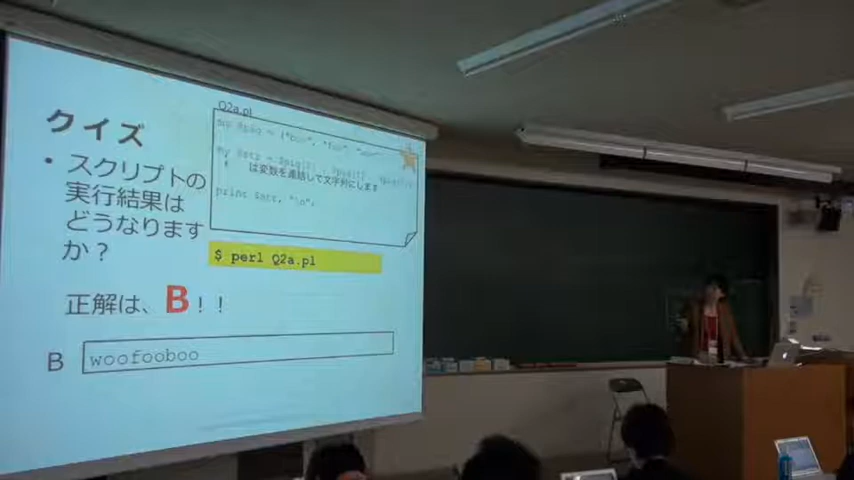 クイズ
• スクリプトの
実行結果は
どうなります
か？
Q2a.pl
は変数を連結して文字列にします
$ perl Q2a.pl
正解は、B！！
B woofooboo